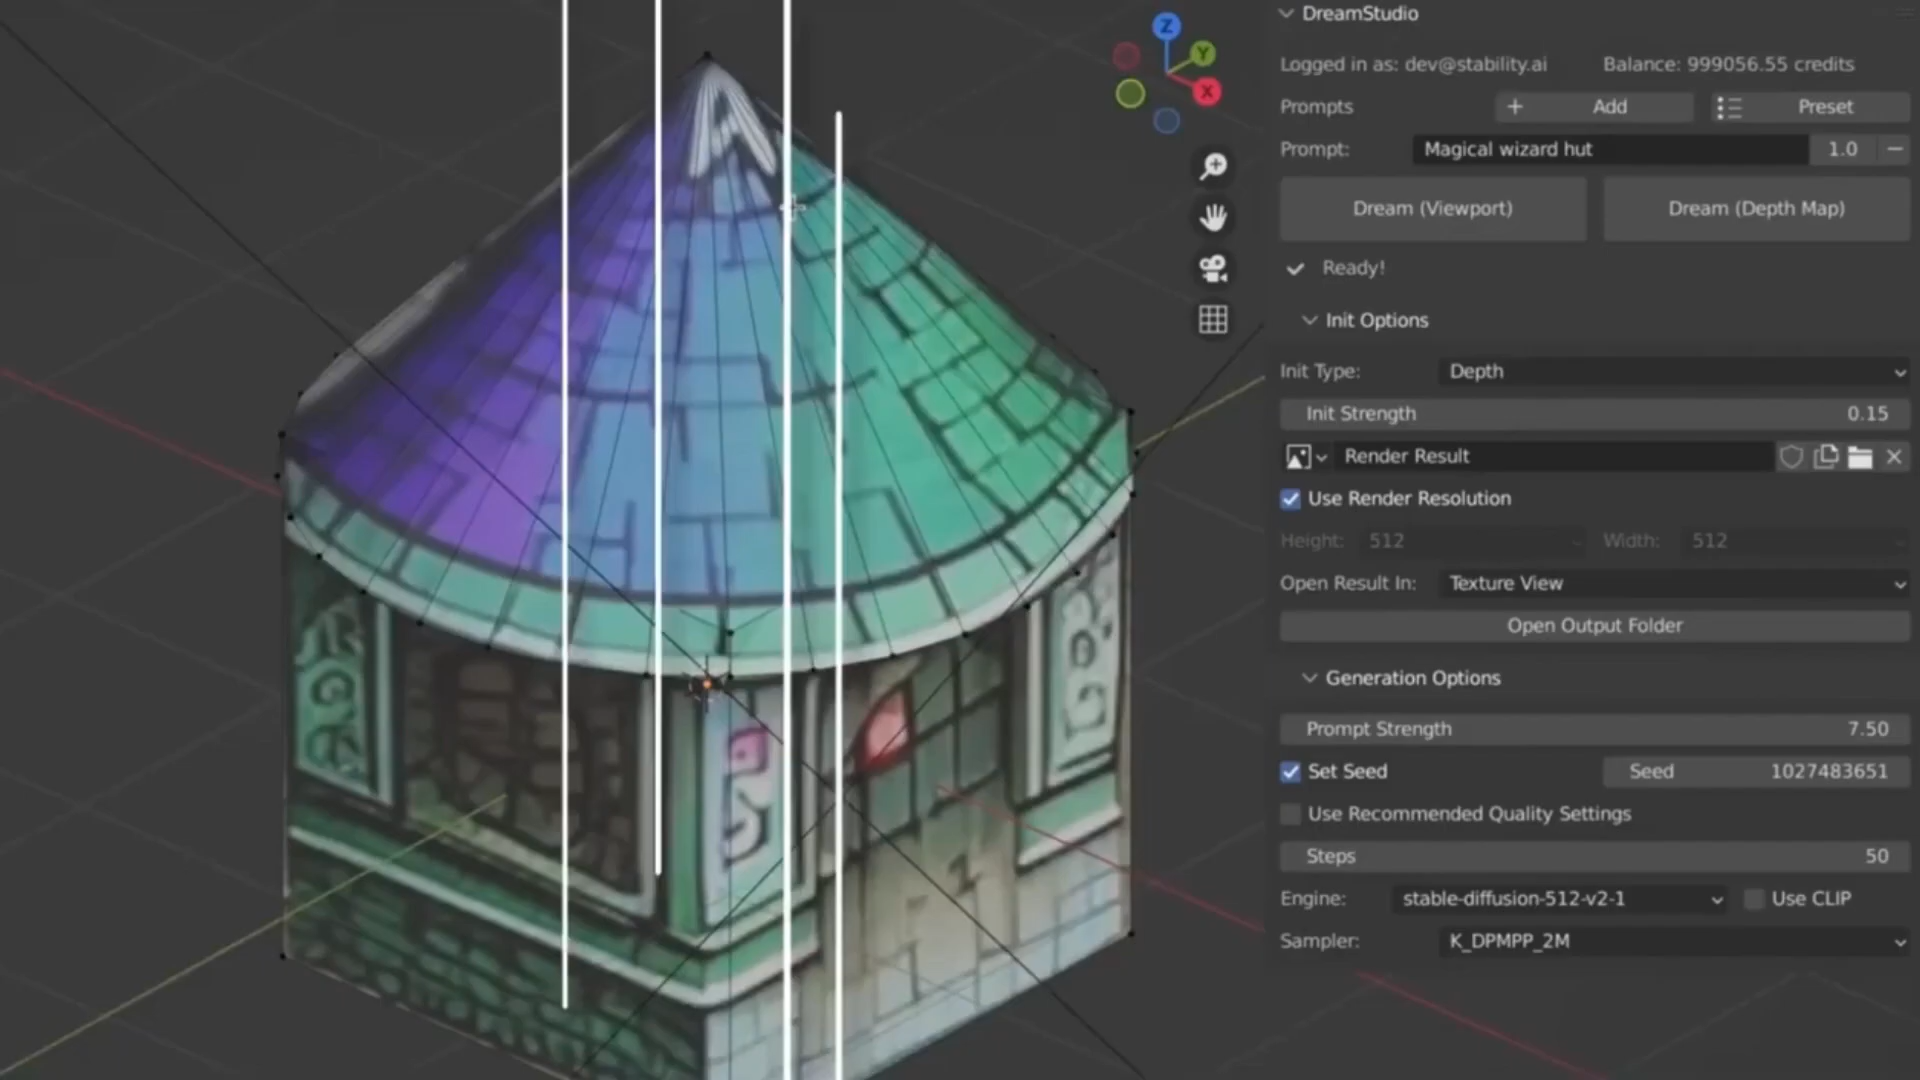 DreamStudio
Logged in as: dev@stability.ai Balance: 999056.55 credits
Prompts + Add Preset
Prompt: Magical wizard hut 1.0
Dream (Viewport) Dream (Depth Map)
Ready!
Init Options
Init Type: Depth
Init Strength 0.15
Render Result
Use Render Resolution
Height: 512 Width: 512
Open Result In: Texture View
Open Output Folder
Generation Options
Prompt Strength 7.50
Set Seed Seed 1027483651
Use Recommended Quality Settings
Steps 50
Engine: stable-diffusion-512-v2-1 Use CLIP
Sampler: K_DPMPP_2M
Z
Y
X